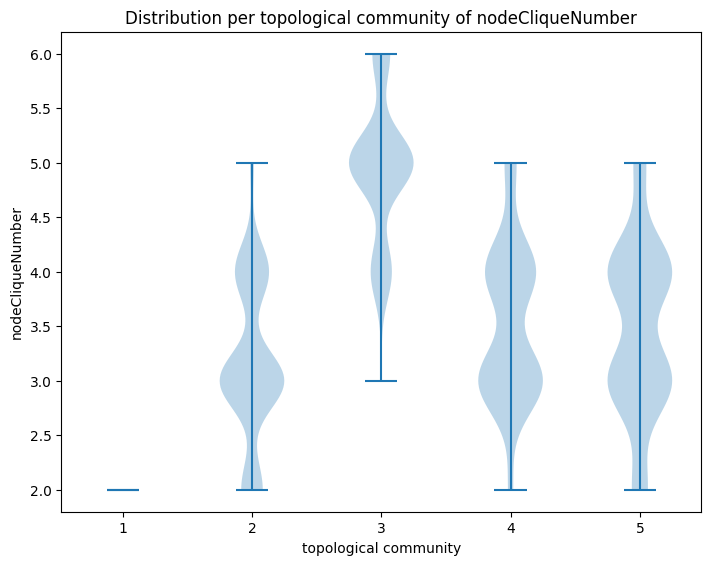 Distribution per topological community of nodeCliqueNumber
6.0
5.5
5.0
4.5
4.0
3.5
3.0
2.5
2.0
nodeCliqueNumber
1 2 3 4 5
topological community